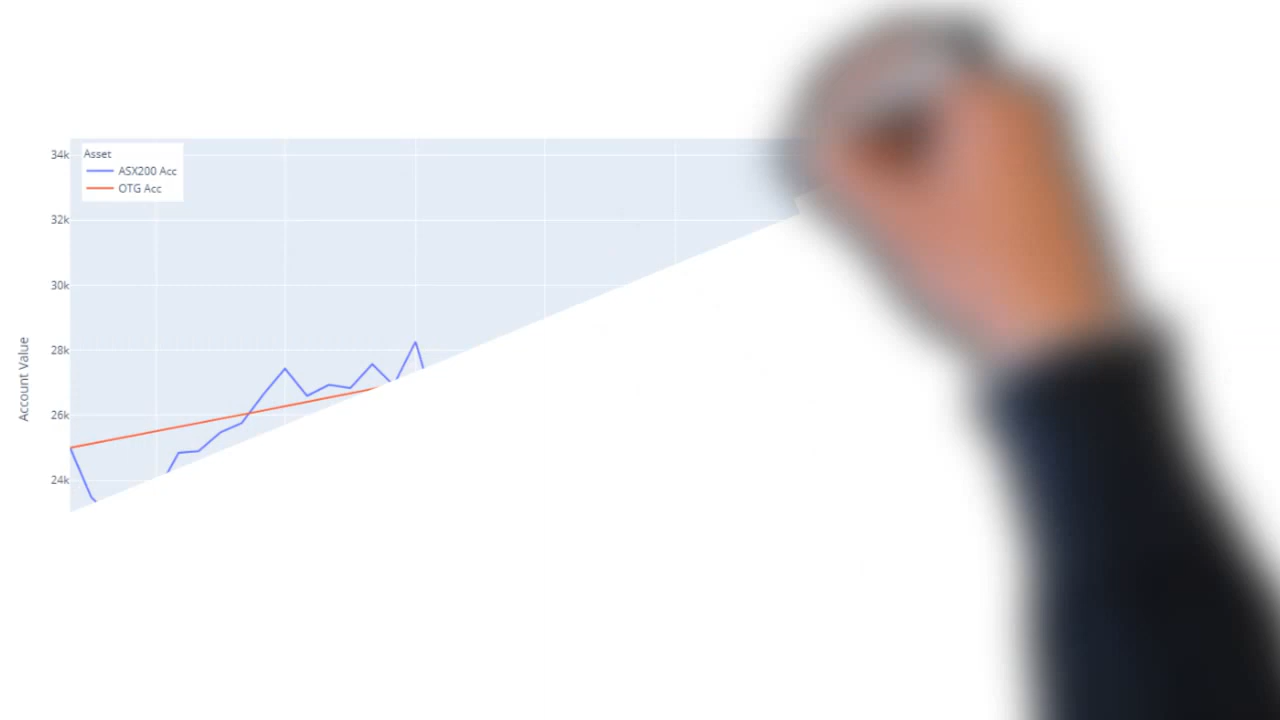 34k
Asset
ASX200 Acc
OTG Acc
32k
30k
28k
Account Value
26k
24k